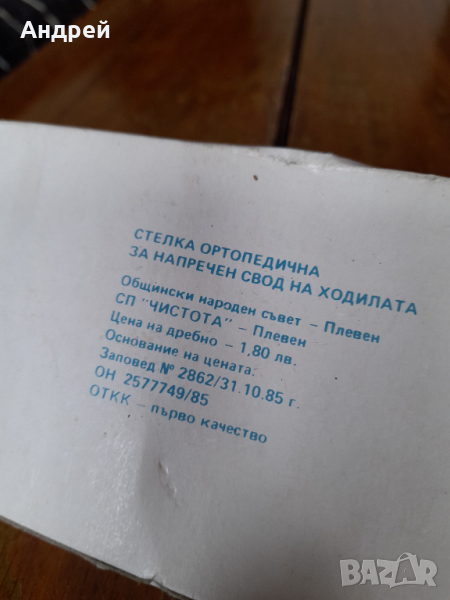 Андрей
СТЕЛКА ОРТОПЕДИЧНА
ЗА НАПРЕЧЕН СВОД НА ХОДИЛАТА
Общински народен съвет – Плевен
СП "ЧИСТОТА" – Плевен
Цена на дребно – 1,80 лв.
Основание на цената:
Заповед № 2862/31.10.85 г.
ОН 2577749/85
ОТКК – първо качество
BAZAR